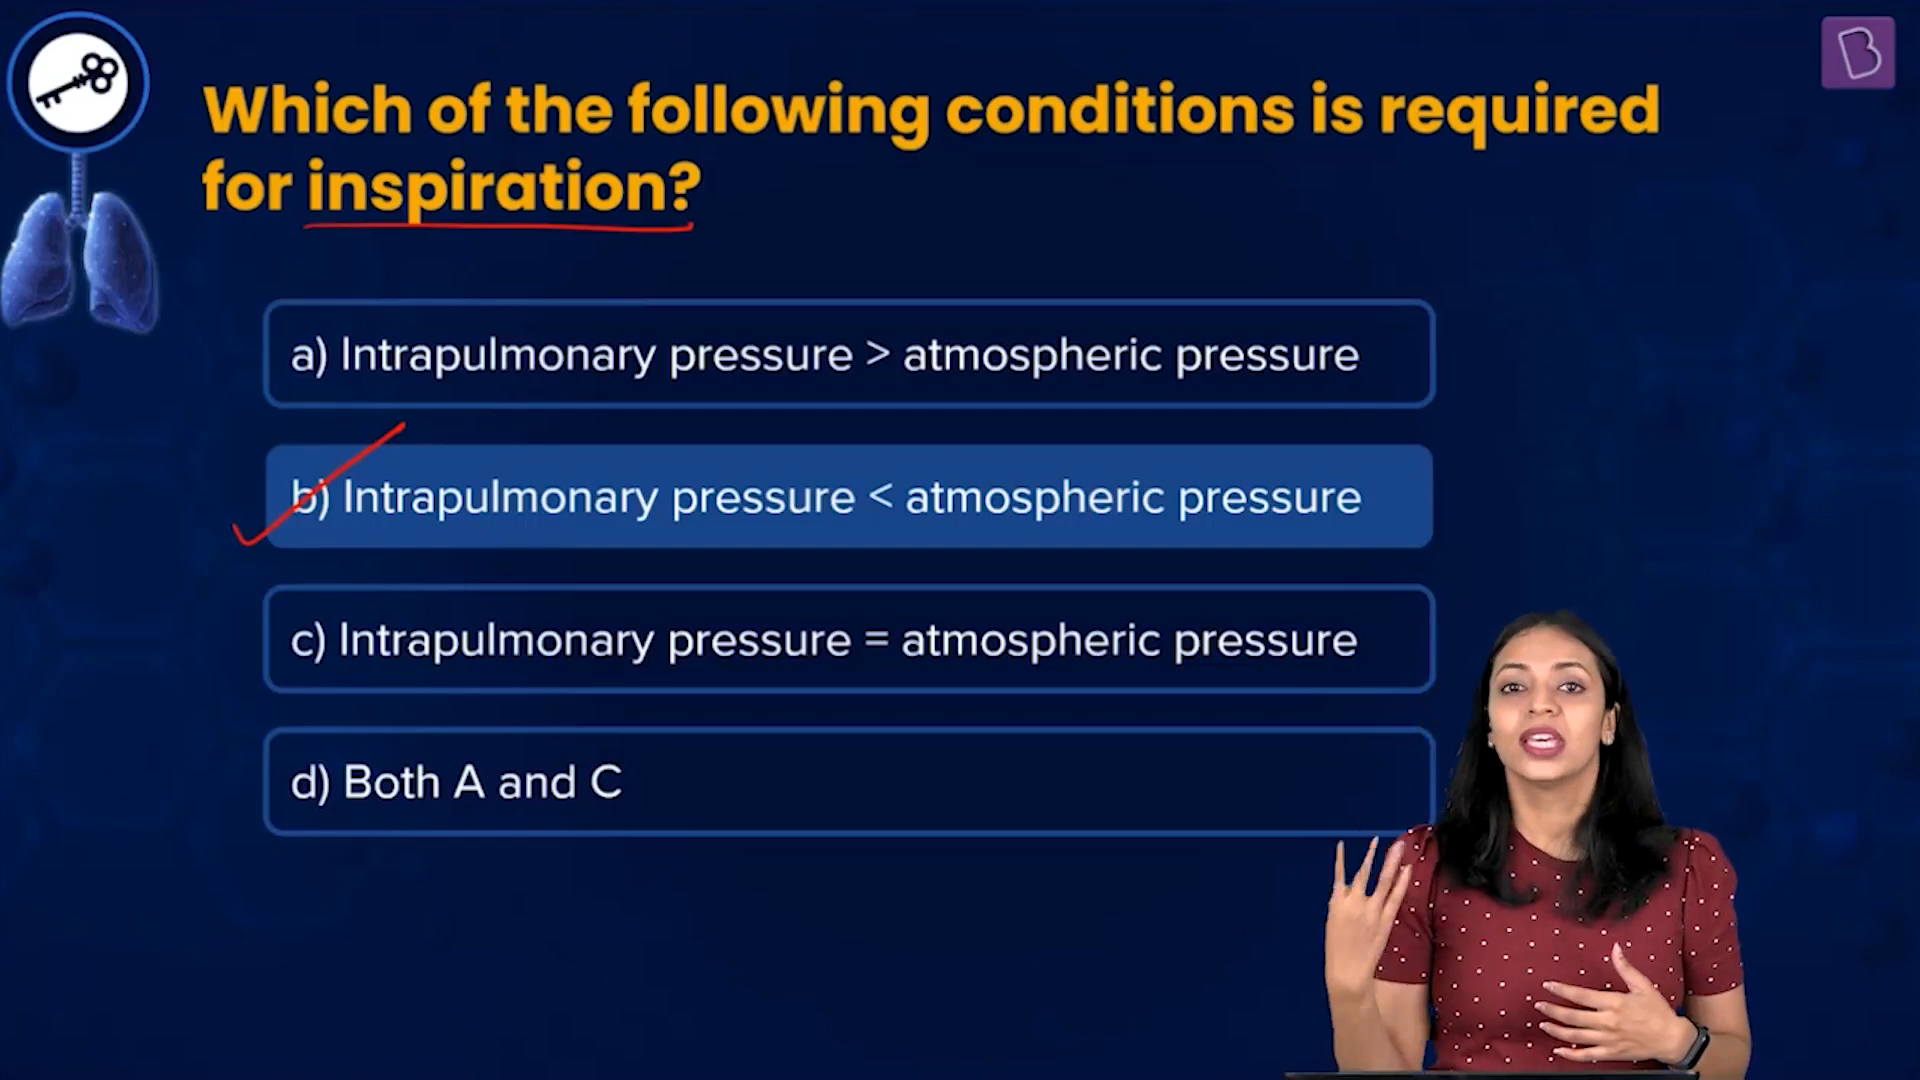 Which of the following conditions is required
for inspiration?
a) Intrapulmonary pressure > atmospheric pressure
b) Intrapulmonary pressure < atmospheric pressure
c) Intrapulmonary pressure = atmospheric pressure
d) Both A and C
B